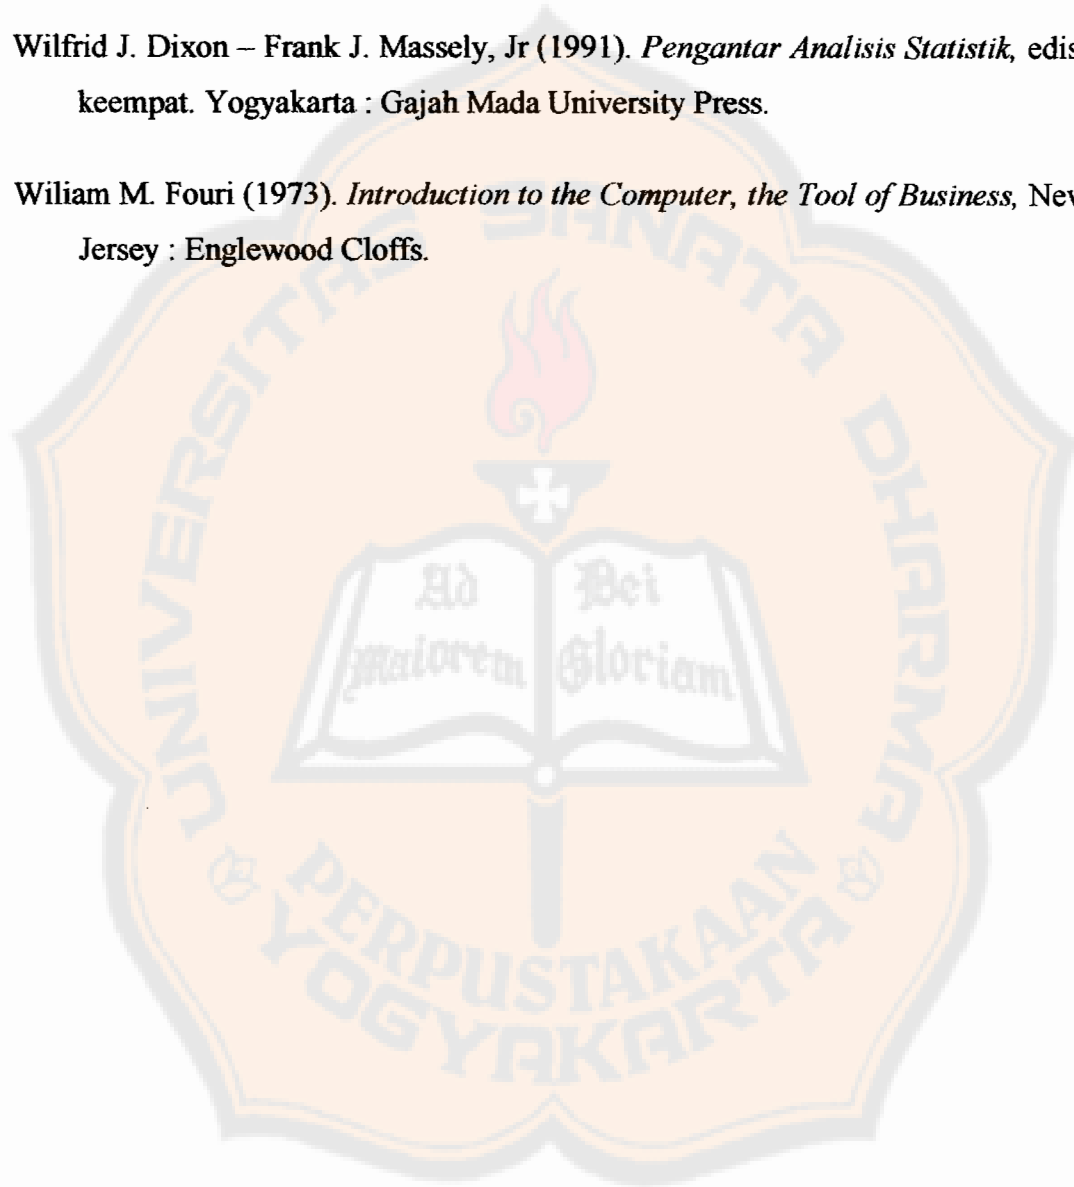 Wilfrid J. Dixon – Frank J. Massely, Jr (1991). Pengantar Analisis Statistik, edis
keempat. Yogyakarta : Gajah Mada University Press.
Wiliam M. Fouri (1973). Introduction to the Computer, the Tool of Business, New
Jersey : Englewood Cloffs.
UNIVERSITAS SANATA DHARMA
Ad Dei
maiorem Gloriam
PERPUSTAKAAN
YOGYAKARTA